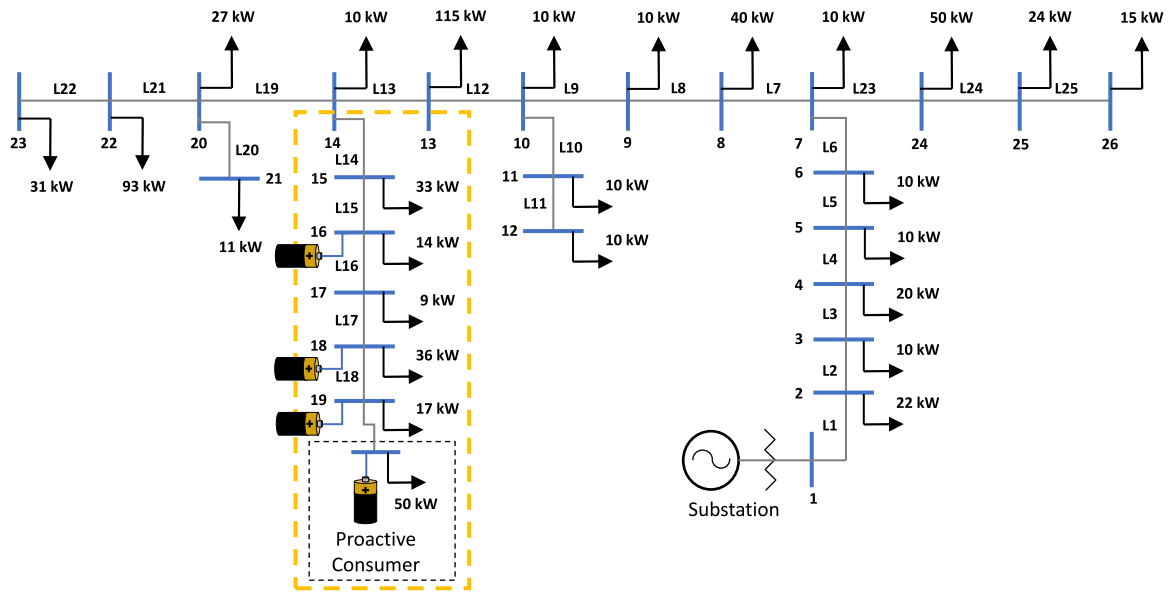 27 kW 10 kW 115 kW 10 kW 10 kW 40 kW 10 kW 50 kW 24 kW 15 kW
L22 L21 L19 L13 L12 L9 L8 L7 L23 L24 L25
23 22 20 14 13 10 9 8 7 24 25 26
31 kW 93 kW
L20
21
11 kW
L14
15 33 kW
L15
16 14 kW
L16
17 9 kW
L17
18 36 kW
L18
19 17 kW
50 kW
Proactive
Consumer
L10
11 10 kW
L11
12 10 kW
L6
6 10 kW
L5
5 10 kW
L4
4 20 kW
L3
3 10 kW
L2
2 22 kW
L1
1
Substation